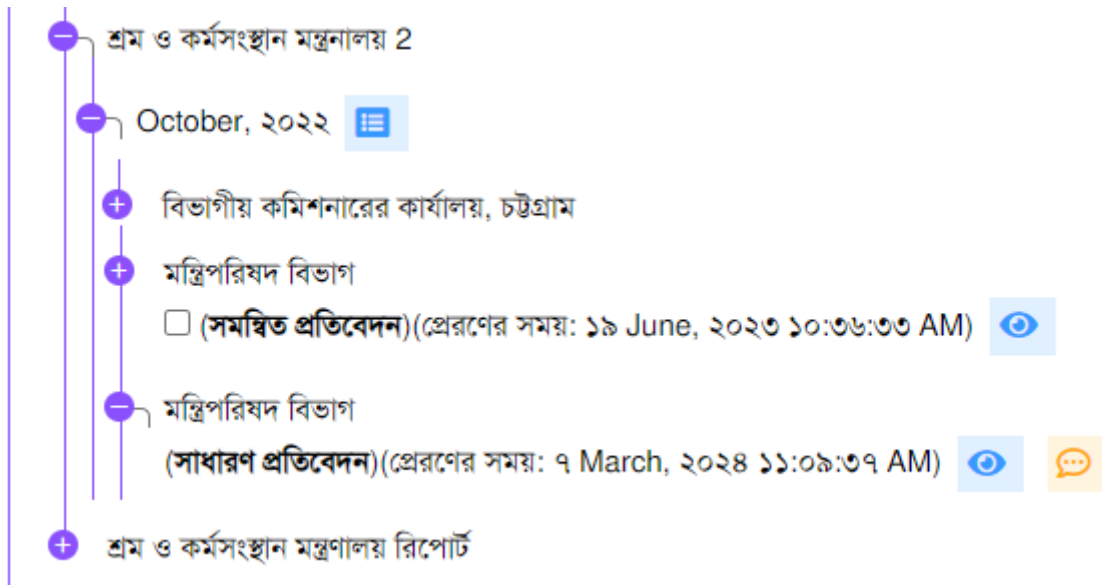 শ্রম ও কর্মসংস্থান মন্ত্রনালয় 2
October, ২০২২
বিভাগীয় কমিশনারের কার্যালয়, চট্টগ্রাম
মন্ত্রিপরিষদ বিভাগ
(সমন্বিত প্রতিবেদন)(প্রেরণের সময়: ১৯ June, ২০২৩ ১০:৩৬:৩৩ AM)
মন্ত্রিপরিষদ বিভাগ
(সাধারণ প্রতিবেদন)(প্রেরণের সময়: ৭ March, ২০২৪ ১১:০৯:৩৭ AM)
শ্রম ও কর্মসংস্থান মন্ত্রণালয় রিপোর্ট